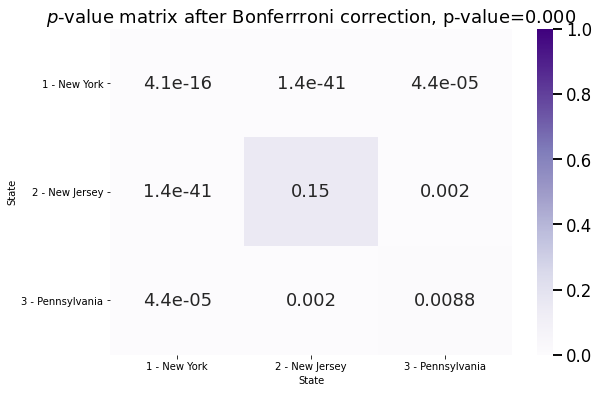 p-value matrix after Bonferrroni correction, p-value=0.000
1 - New York 4.1e-16 1.4e-41 4.4e-05
2 - New Jersey 1.4e-41 0.15 0.002
3 - Pennsylvania 4.4e-05 0.002 0.0088
State
1 - New York 2 - New Jersey 3 - Pennsylvania
State
1.0
0.8
0.6
0.4
0.2
0.0